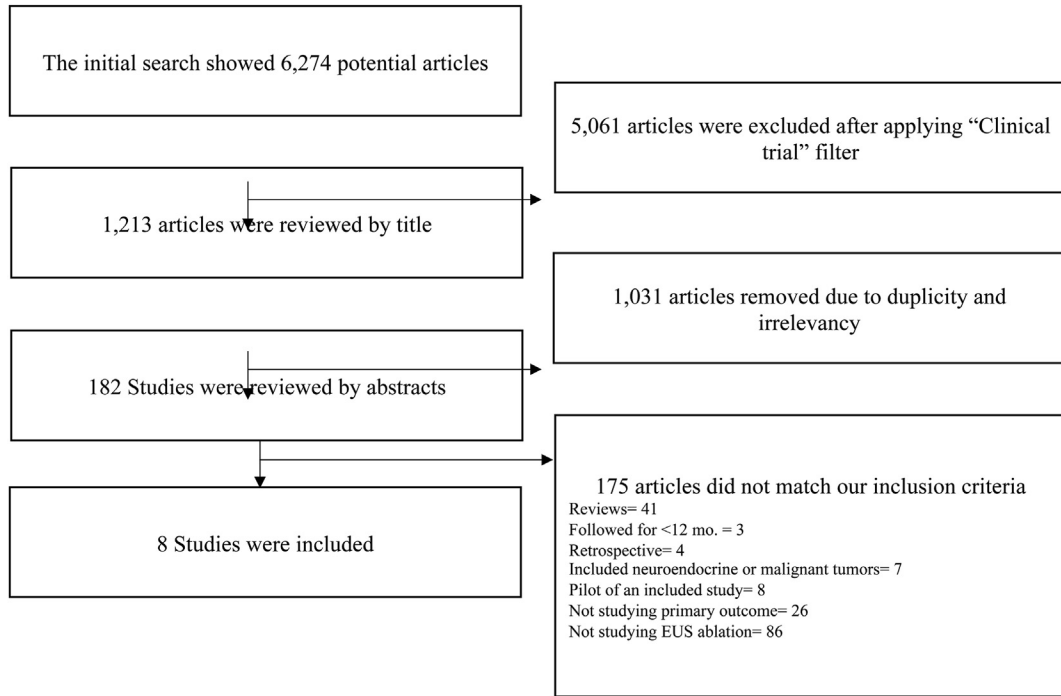 The initial search showed 6,274 potential articles
5,061 articles were excluded after applying “Clinical
trial” filter
1,213 articles were reviewed by title
1,031 articles removed due to duplicity and
irrelevancy
182 Studies were reviewed by abstracts
175 articles did not match our inclusion criteria
Reviews= 41
Followed for <12 mo. = 3
Retrospective= 4
Included neuroendocrine or malignant tumors= 7
Pilot of an included study= 8
Not studying primary outcome= 26
Not studying EUS ablation= 86
8 Studies were included